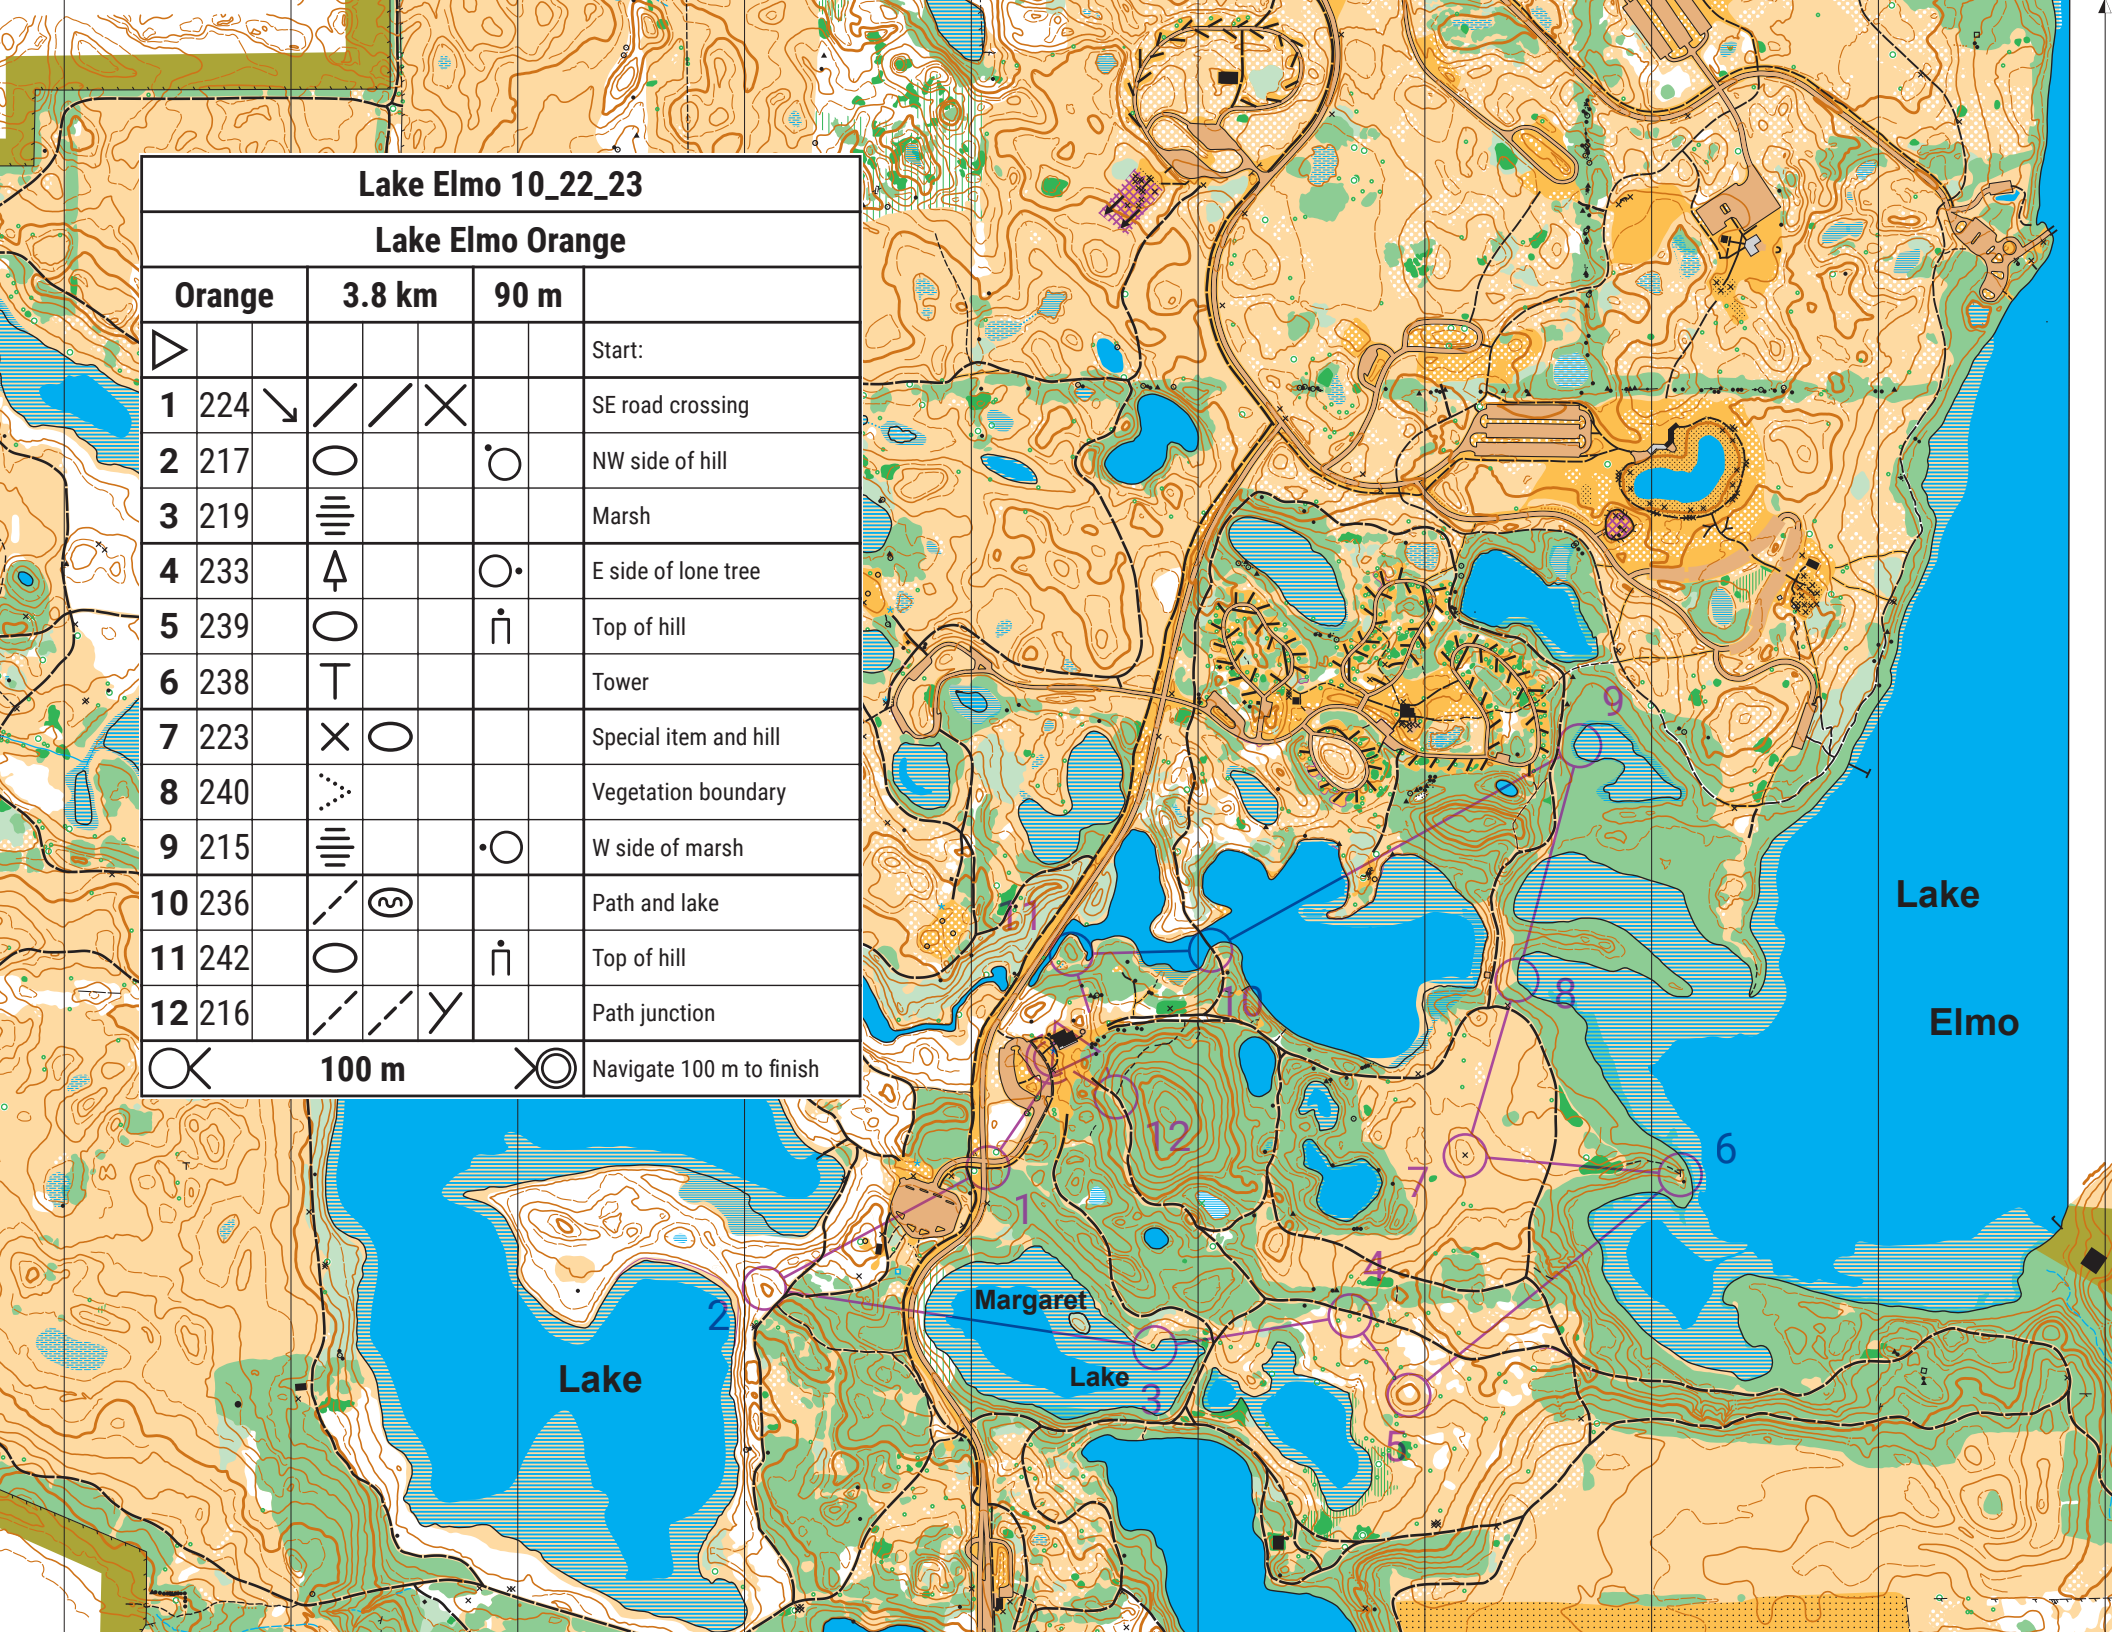 Lake Elmo 10_22_23
Lake Elmo Orange
Orange 3.8 km 90 m
Start:
1 224 SE road crossing
2 217 NW side of hill
3 219 Marsh
4 233 E side of lone tree
5 239 Top of hill
6 238 Tower
7 223 Special item and hill
8 240 Vegetation boundary
9 215 W side of marsh
10 236 Path and lake
11 242 Top of hill
12 216 Path junction
100 m Navigate 100 m to finish
9
Lake
11
10
8
Elmo
12
6
7
1
4
2
Margaret
Lake
Lake
3
5